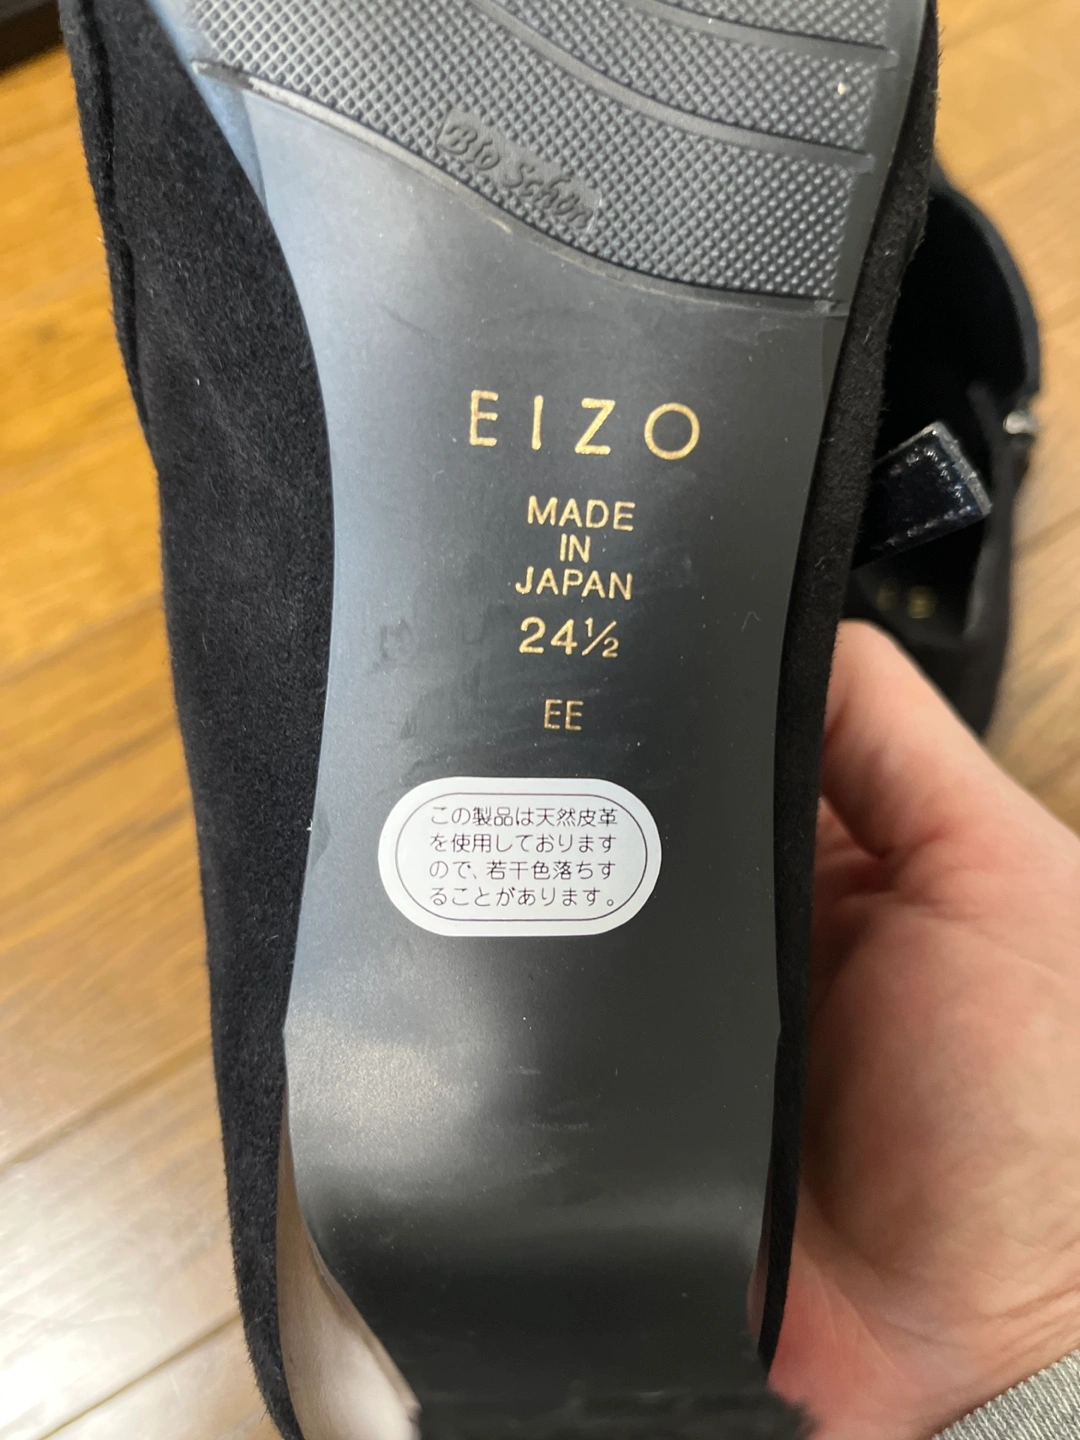 Bio Schor
EIZO
MADE
IN
JAPAN
24½
EE
この製品は天然皮革
を使用しております
ので、若干色落ちす
ることがあります。